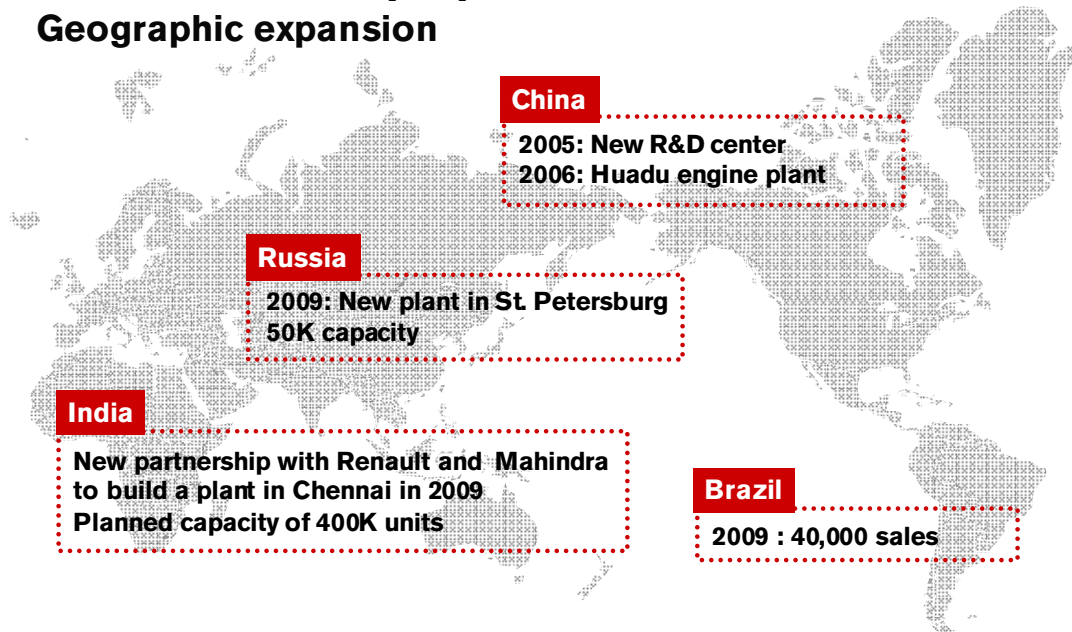 Geographic expansion
China
2005: New R&D center
2006: Huadu engine plant
Russia
2009: New plant in St. Petersburg
50K capacity
India
New partnership with Renault and Mahindra
to build a plant in Chennai in 2009
Planned capacity of 400K units
Brazil
2009 : 40,000 sales